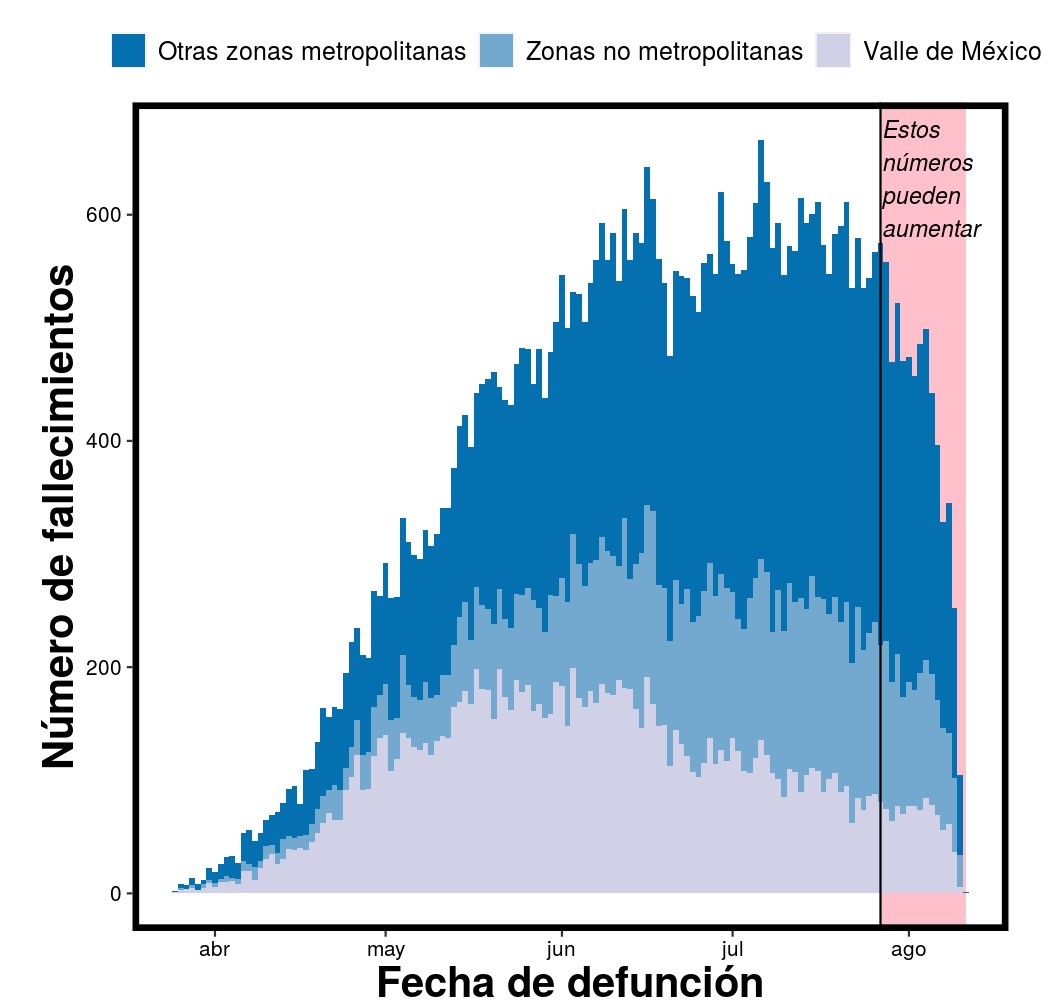 Otras zonas metropolitanas Zonas no metropolitanas Valle de México
Estos
números
pueden
aumentar
600
400
200
0
Número de fallecimientos
abr may jun jul ago
Fecha de defunción